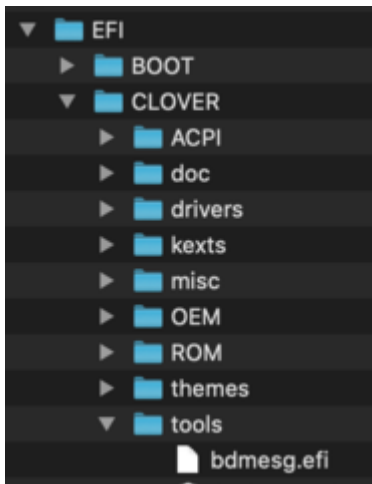 EFI
BOOT
CLOVER
ACPI
doc
drivers
kexts
misc
OEM
ROM
themes
tools
bdmesg.efi